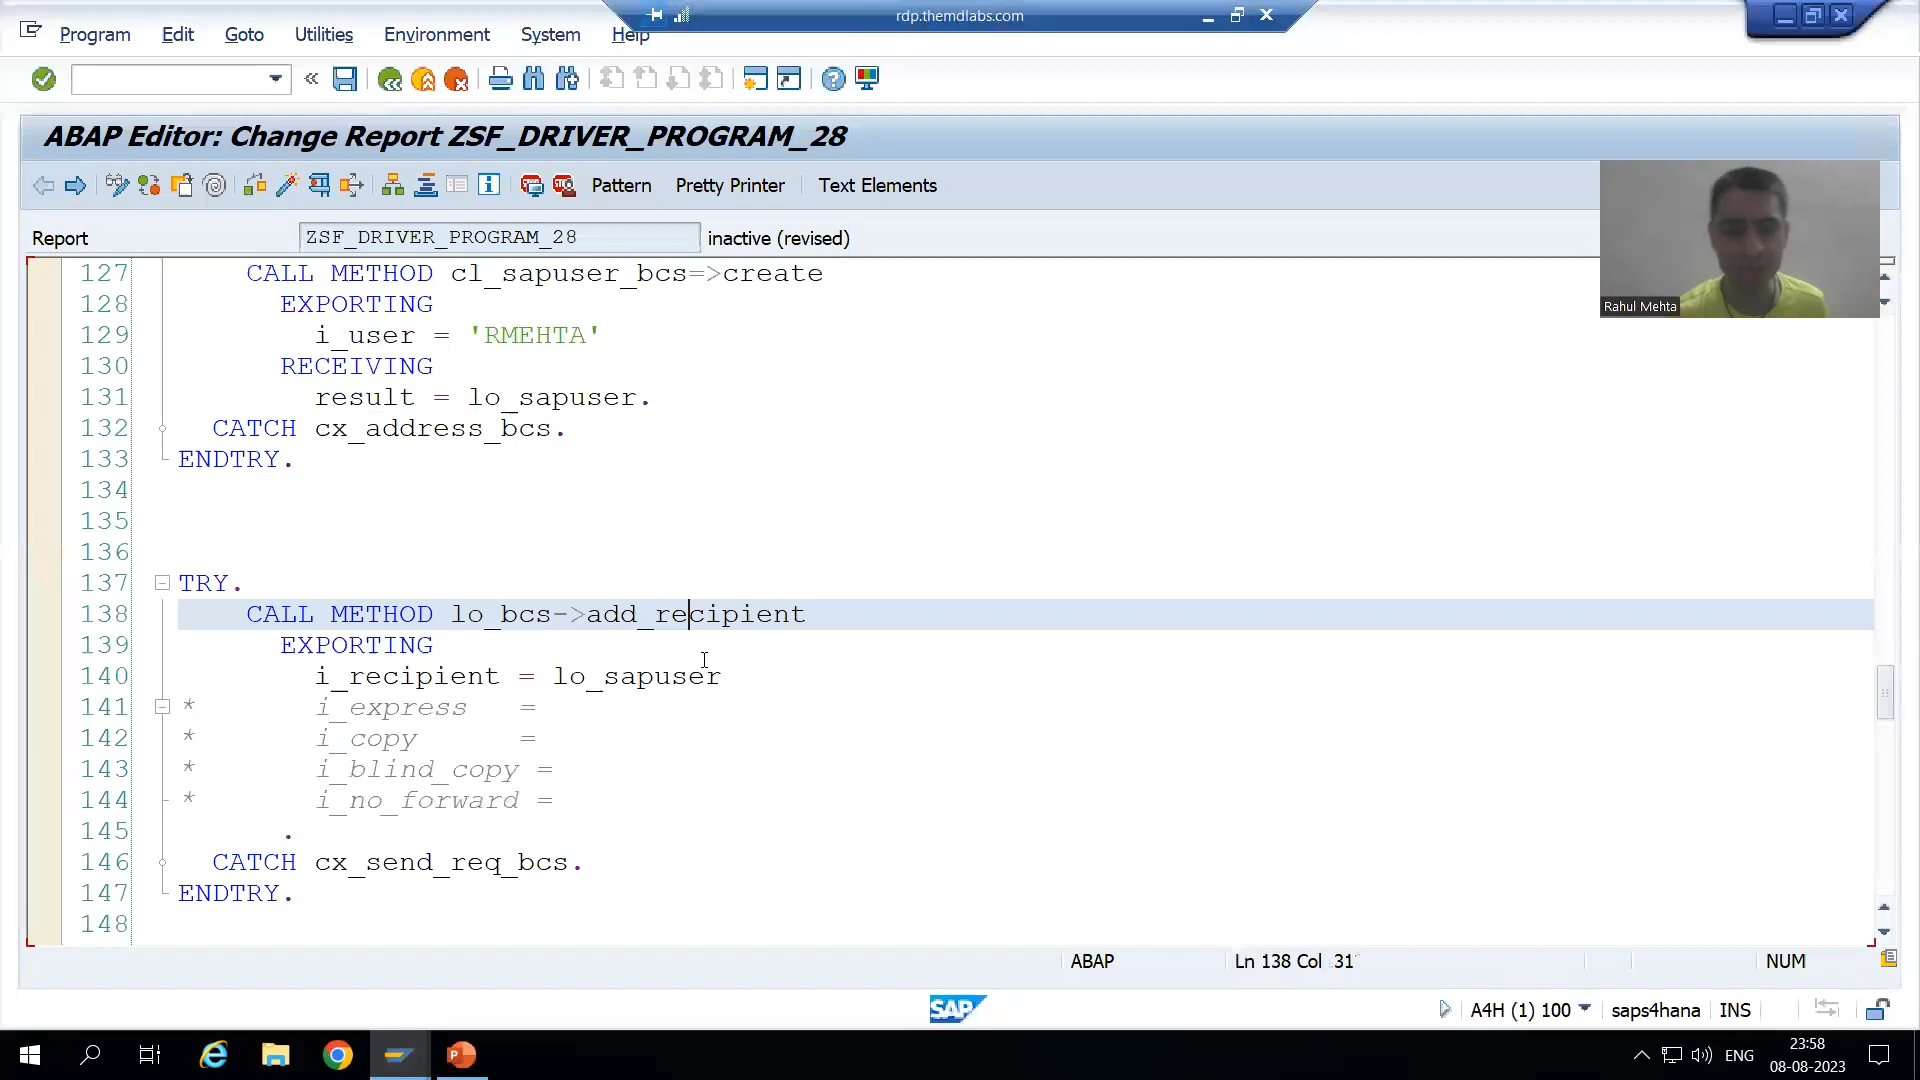 rdp.themdlabs.com
Program Edit Goto Utilities Environment System Help
ABAP Editor: Change Report ZSF_DRIVER_PROGRAM_28
Pattern Pretty Printer Text Elements
Report ZSF_DRIVER_PROGRAM_28 inactive (revised)
Rahul Mehta
127 CALL METHOD cl_sapuser_bcs=>create
128 EXPORTING
129 i_user = 'RMEHTA'
130 RECEIVING
131 result = lo_sapuser.
132 CATCH cx_address_bcs.
133 ENDTRY.
134
135
136
137 TRY.
138 CALL METHOD lo_bcs->add_recipient
139 EXPORTING
140 i_recipient = lo_sapuser
141 * i_express =
142 * i_copy =
143 * i_blind_copy =
144 * i_no_forward =
145 .
146 CATCH cx_send_req_bcs.
147 ENDTRY.
148
ABAP Ln 138 Col 31 NUM
SAP A4H (1) 100 saps4hana INS
ENG 23:58
08-08-2023